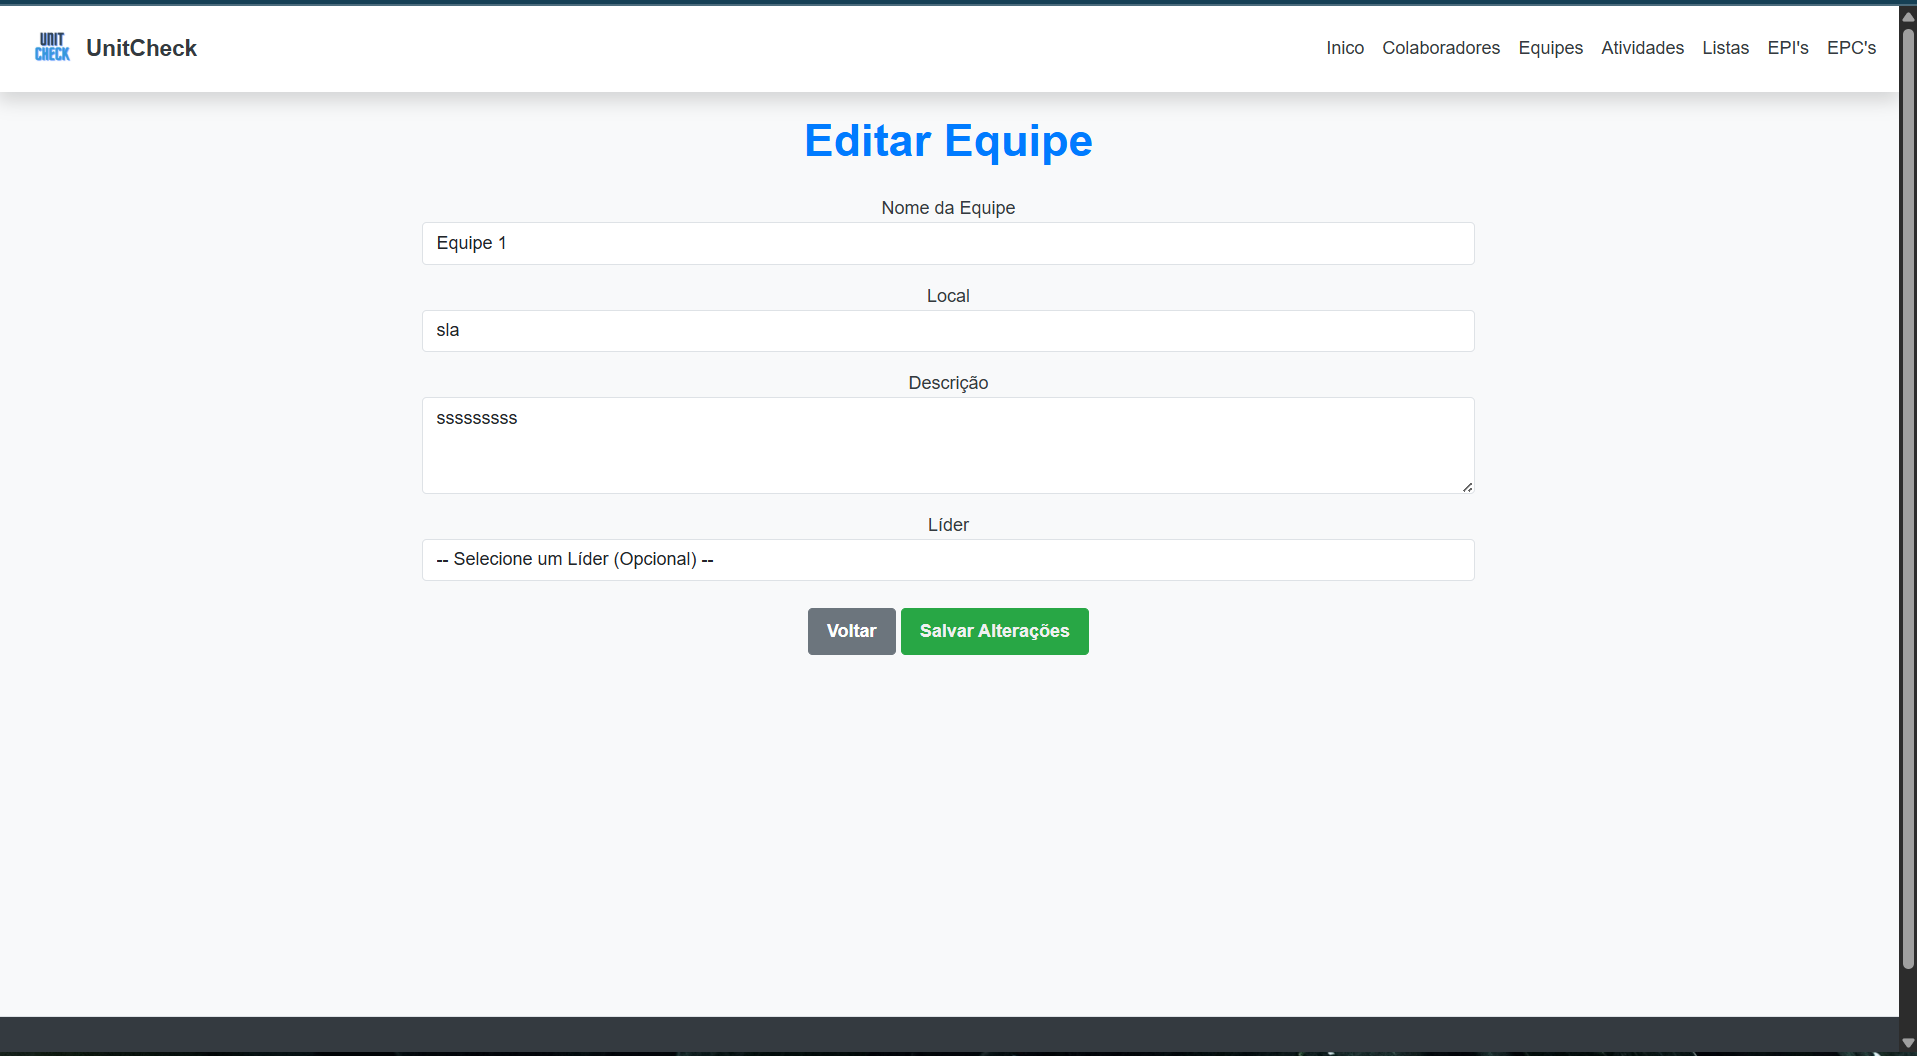 UNIT
CHECK
UnitCheck
Inico Colaboradores Equipes Atividades Listas EPI's EPC's
Editar Equipe
Nome da Equipe
Equipe 1
Local
sla
Descrição
sssssssss
Líder
-- Selecione um Líder (Opcional) --
Voltar Salvar Alterações